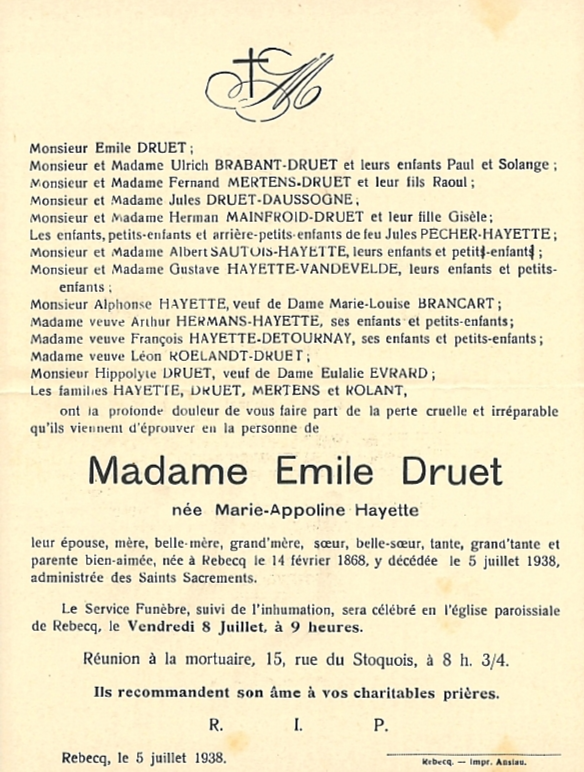 Monsieur Emile DRUET ;
Monsieur et Madame Ulrich BRABANT-DRUET et leurs enfants Paul et Solange ;
Monsieur et Madame Fernand MERTENS-DRUET et leur fils Raoul ;
Monsieur et Madame Jules DRUET-DAUSSOGNE ;
Monsieur et Madame Herman MAINFROID-DRUET et leur fille Gisèle ;
Les enfants, petits-enfants et arrière-petits-enfants de feu Jules PECHER-HAYETTE ;
Monsieur et Madame Albert SAUTOIS-HAYETTE, leurs enfants et petits-enfants ;
Monsieur et Madame Gustave HAYETTE-VANDEVELDE, leurs enfants et petits-
enfants ;
Monsieur Alphonse HAYETTE, veuf de Dame Marie-Louise BRANCART ;
Madame veuve Arthur HERMANS-HAYETTE, ses enfants et petits-enfants ;
Madame veuve François HAYETTE-DETOURNAY, ses enfants et petits-enfants ;
Madame veuve Léon ROELANDT-DRUET ;
Monsieur Hippolyte DRUET, veuf de Dame Eulalie EVRARD ;
Les familles HAYETTE, DRUET, MERTENS et ROLANT,
ont la profonde douleur de vous faire part de la perte cruelle et irréparable
qu'ils viennent d'éprouver en la personne de
Madame Emile Druet
née Marie-Appoline Hayette
leur épouse, mère, belle-mère, grand'mère, sœur, belle-sœur, tante, grand'tante et
parente bien-aimée, née à Rebecq le 14 février 1868, y décédée le 5 juillet 1938,
administrée des Saints Sacrements.
Le Service Funèbre, suivi de l'inhumation, sera célébré en l'église paroissiale
de Rebecq, le Vendredi 8 Juillet, à 9 heures.
Réunion à la mortuaire, 15, rue du Stoquois, à 8 h. 3/4.
Ils recommandent son âme à vos charitables prières.
R. I. P.
Rebecq, le 5 juillet 1938.
Rebecq. — Impr. Anslau.